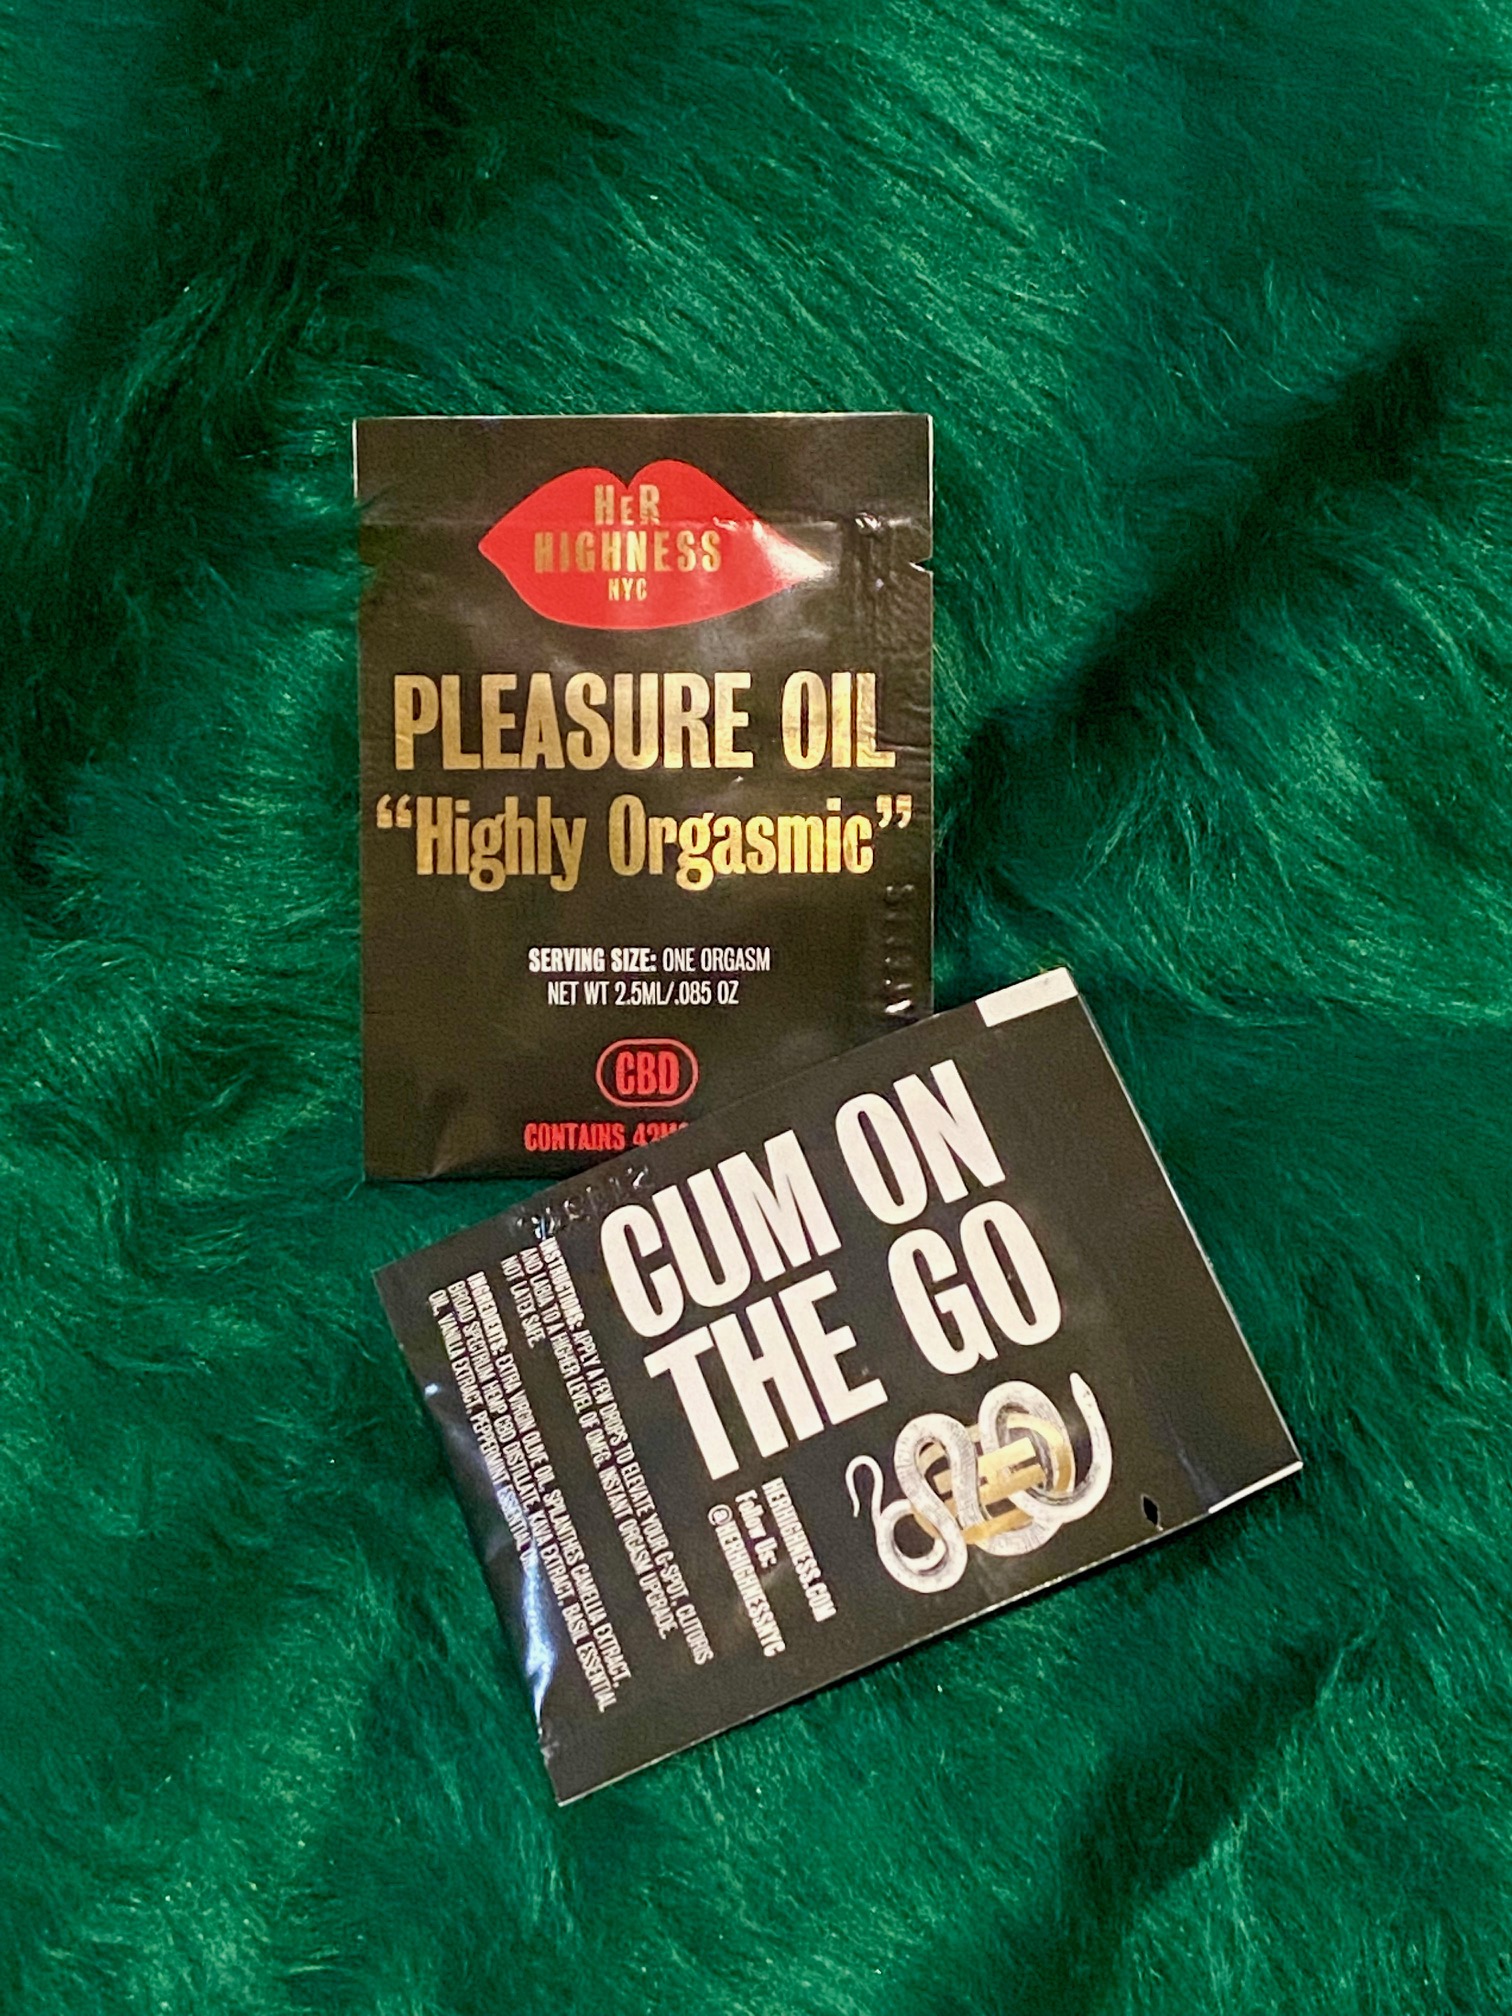 HER
HIGHNESS
NYC
PLEASURE OIL
"Highly Orgasmic"
SERVING SIZE: ONE ORGASM
NET WT 2.5ML/.085 OZ
CBD
CONTAINS
CUM ON
THE GO
HERHIGHNESS.COM
Follow Us:
@HERHIGHNESSNYC
INSTRUCTIONS: APPLY A FEW DROPS TO ELEVATE YOUR G-SPOT, CLITORIS
AND LABIA TO A HIGHER LEVEL OF OMFG. INSTANT ORGASM UPGRADE.
NOT LATEX SAFE.
INGREDIENTS: EXTRA VIRGIN OLIVE OIL, SPILANTHES CAMELLIA EXTRACT,
BROAD SPECTRUM HEMP CBD DISTILLATE, KAVA EXTRACT, BASIL ESSENTIAL
OIL, VANILLA EXTRACT, PEPPERMINT ESSENTIAL